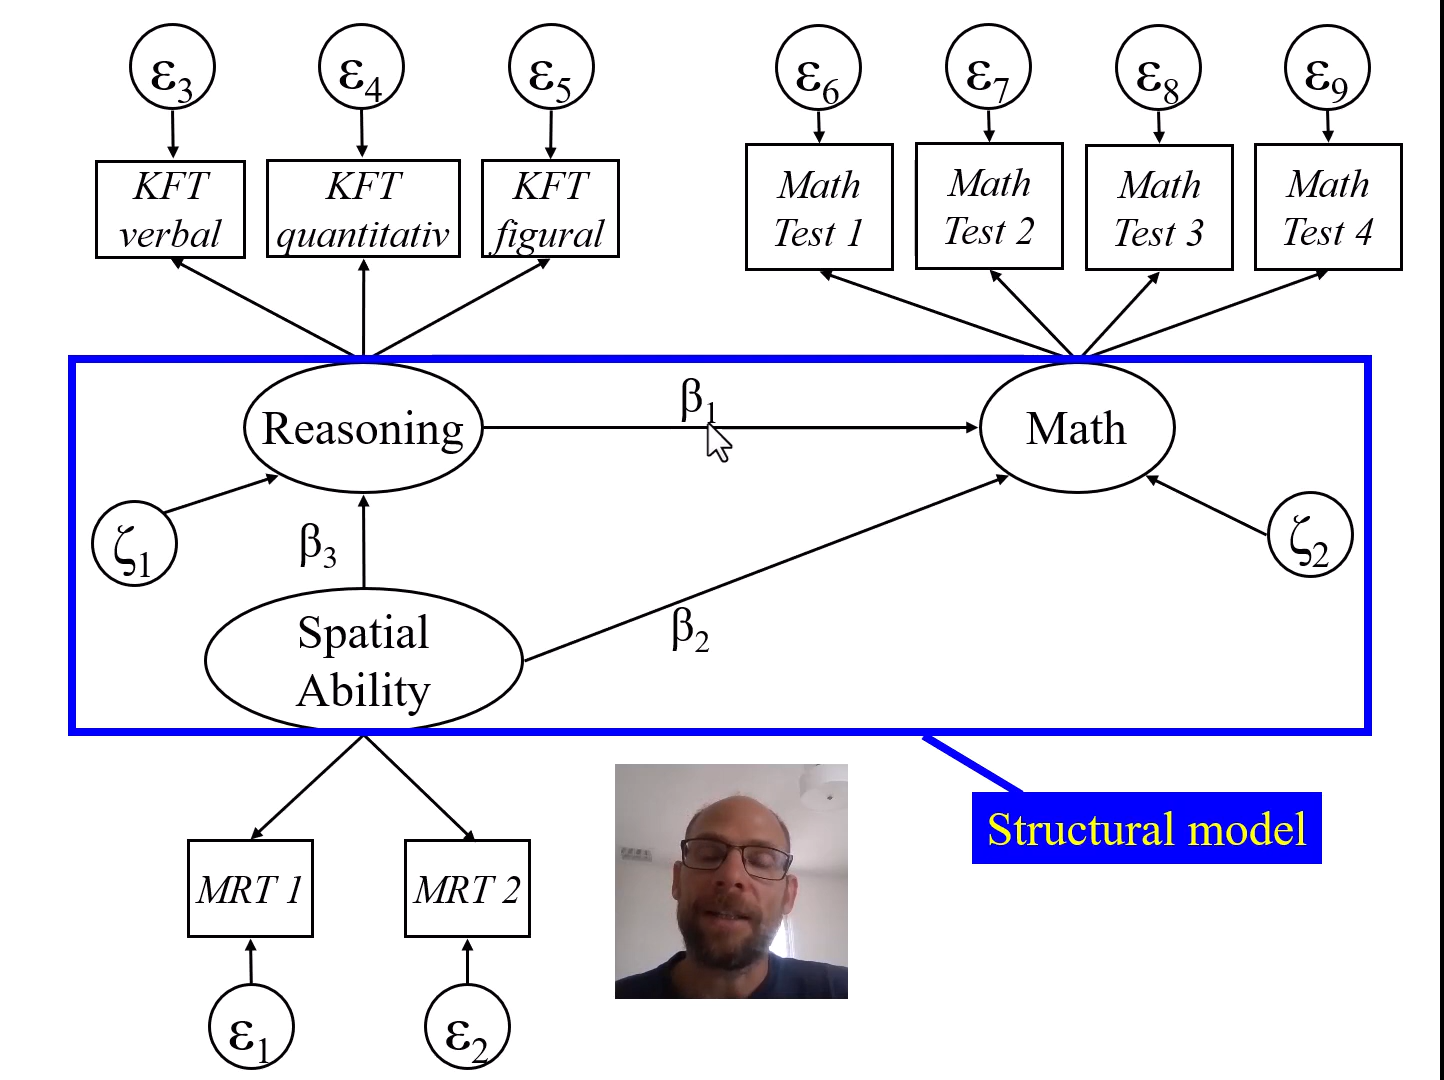 ε3
ε4
ε5
ε6
ε7
ε8
ε9
KFT
verbal
KFT
quantitativ
KFT
figural
Math
Test 1
Math
Test 2
Math
Test 3
Math
Test 4
β1
Reasoning
Math
ζ1
β3
ζ2
Spatial
Ability
β2
Structural model
MRT 1
MRT 2
ε1
ε2